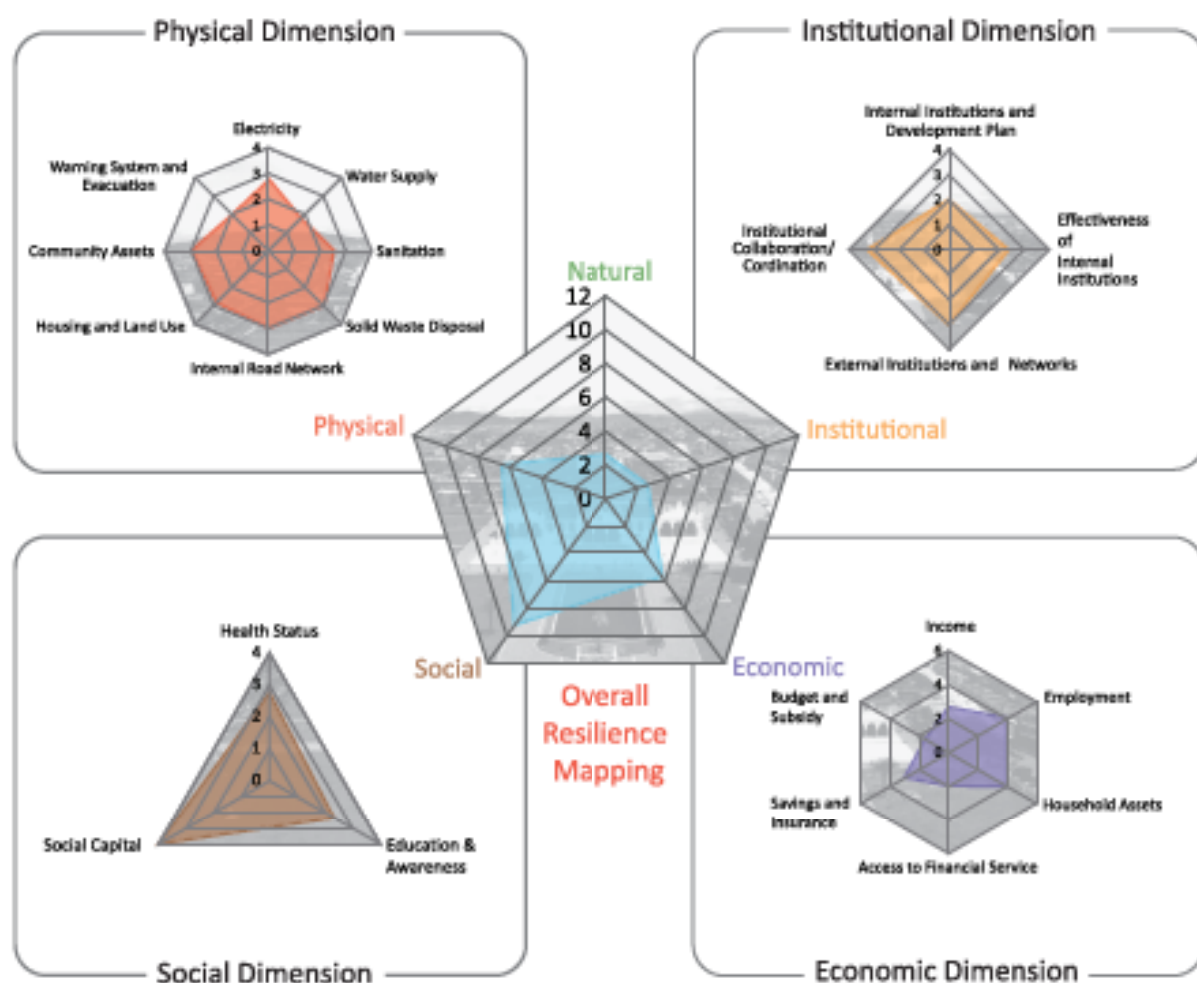 Physical Dimension
Electricity
4
3
2
1
0
Warning System and
Evacuation
Water Supply
Community Assets
Sanitation
Housing and Land Use
Solid Waste Disposal
Internal Road Network
Institutional Dimension
Internal Institutions and
Development Plan
4
3
2
1
0
Institutional
Collaboration/
Cordination
Effectiveness
of
Internal
Institutions
External Institutions and Networks
Natural
12
10
8
6
4
2
0
Physical
Institutional
Social
Economic
Overall
Resilience
Mapping
Health Status
4
3
2
1
0
Social Capital
Education &
Awareness
Social Dimension
Income
6
4
2
0
Budget and
Subsidy
Employment
Savings and
Insurance
Household Assets
Access to Financial Service
Economic Dimension